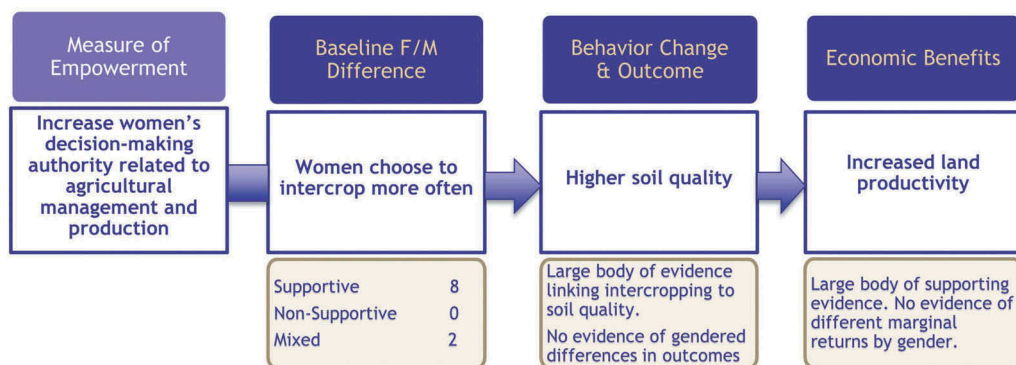 Measure of
Empowerment
Increase women's
decision-making
authority related to
agricultural
management and
production
Baseline F/M
Difference
Women choose to
intercrop more often
Supportive 8
Non-Supportive 0
Mixed 2
Behavior Change
& Outcome
Higher soil quality
Large body of evidence
linking intercropping to
soil quality.
No evidence of gendered
differences in outcomes
Economic Benefits
Increased land
productivity
Large body of supporting
evidence. No evidence of
different marginal
returns by gender.